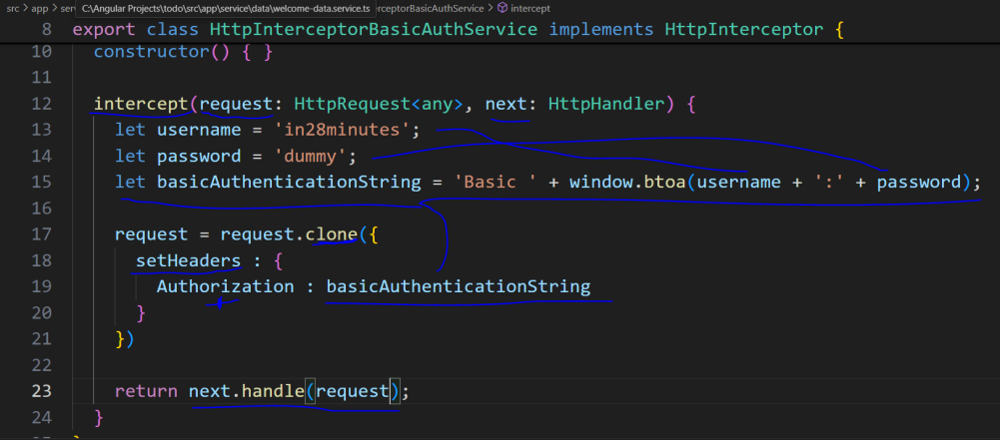 src > app > ser C:\Angular Projects\todo\src\app\service\data\welcome-data.service.ts rceptorBasicAuthService > intercept
8 export class HttpInterceptorBasicAuthService implements HttpInterceptor {
10 constructor() { }
11
12 intercept(request: HttpRequest<any>, next: HttpHandler) {
13 let username = 'in28minutes';
14 let password = 'dummy';
15 let basicAuthenticationString = 'Basic ' + window.btoa(username + ':' + password);
16
17 request = request.clone({
18 setHeaders : {
19 Authorization : basicAuthenticationString
20 }
21 })
22
23 return next.handle(request);
24 }